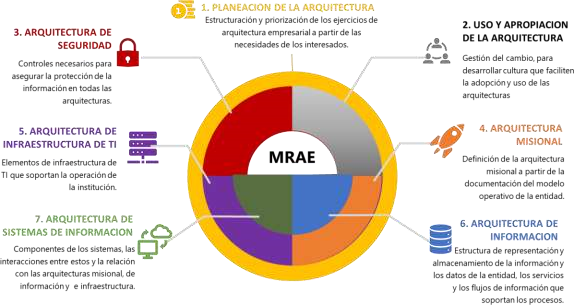 1. PLANEACION DE LA ARQUITECTURA
Estructuración y priorización de los ejercicios de
arquitectura empresarial a partir de las
necesidades de los interesados.
2. USO Y APROPIACION
DE LA ARQUITECTURA
Gestión del cambio, para
desarrollar cultura que faciliten
la adopción y uso de las
arquitecturas
3. ARQUITECTURA DE
SEGURIDAD
Controles necesarios para
asegurar la protección de la
información en todas las
arquitecturas.
MRAE
4. ARQUITECTURA
MISIONAL
Definición de la arquitectura
misional a partir de la
documentación del modelo
operativo de la entidad.
5. ARQUITECTURA DE
INFRAESTRUCTURA DE TI
Elementos de infraestructura de
TI que soportan la operación de
la institución.
6. ARQUITECTURA DE
INFORMACION
Estructura de representación y
almacenamiento de la información y
los datos de la entidad, los servicios
y los flujos de información que
soportan los procesos.
7. ARQUITECTURA DE
SISTEMAS DE INFORMACION
Componentes de los sistemas, las
interacciones entre estos y la relación
con las arquitecturas misional, de
información y e infraestructura.